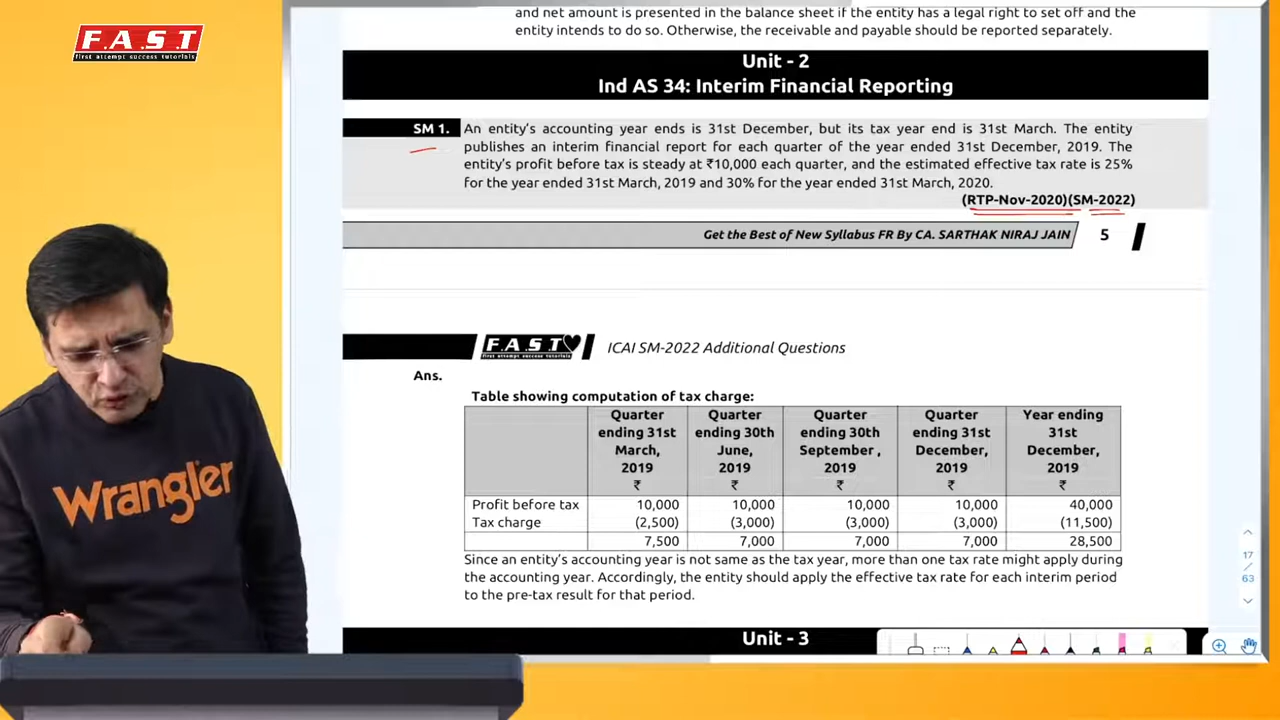 F.A.S.T
first attempt success tutorials
and net amount is presented in the balance sheet if the entity has a legal right to set off and the
entity intends to do so. Otherwise, the receivable and payable should be reported separately.
Unit - 2
Ind AS 34: Interim Financial Reporting
SM 1. An entity's accounting year ends is 31st December, but its tax year end is 31st March. The entity
publishes an interim financial report for each quarter of the year ended 31st December, 2019. The
entity's profit before tax is steady at ₹10,000 each quarter, and the estimated effective tax rate is 25%
for the year ended 31st March, 2019 and 30% for the year ended 31st March, 2020.
(RTP-Nov-2020)(SM-2022)
Get the Best of New Syllabus FR By CA. SARTHAK NIRAJ JAIN 5
F.A.S.T
first attempt success tutorials
ICAI SM-2022 Additional Questions
Ans.
Table showing computation of tax charge:
Quarter ending 31st March, 2019 ₹ Quarter ending 30th June, 2019 ₹ Quarter ending 30th September , 2019 ₹ Quarter ending 31st December, 2019 ₹ Year ending 31st December, 2019 ₹
Profit before tax 10,000 10,000 10,000 10,000 40,000
Tax charge (2,500) (3,000) (3,000) (3,000) (11,500)
7,500 7,000 7,000 7,000 28,500
Since an entity's accounting year is not same as the tax year, more than one tax rate might apply during
the accounting year. Accordingly, the entity should apply the effective tax rate for each interim period
to the pre-tax result for that period.
Unit - 3
17
/
63
Wrangler